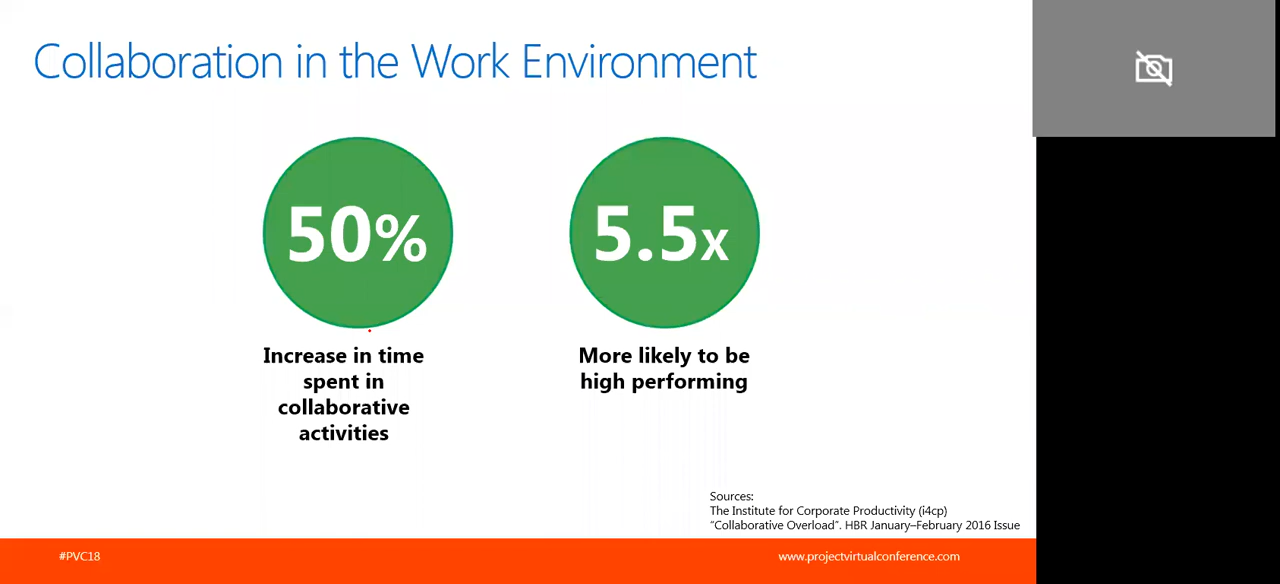 Collaboration in the Work Environment
50%
5.5x
Increase in time
spent in
collaborative
activities
More likely to be
high performing
Sources:
The Institute for Corporate Productivity (i4cp)
"Collaborative Overload". HBR January–February 2016 Issue
#PVC18
www.projectvirtualconference.com